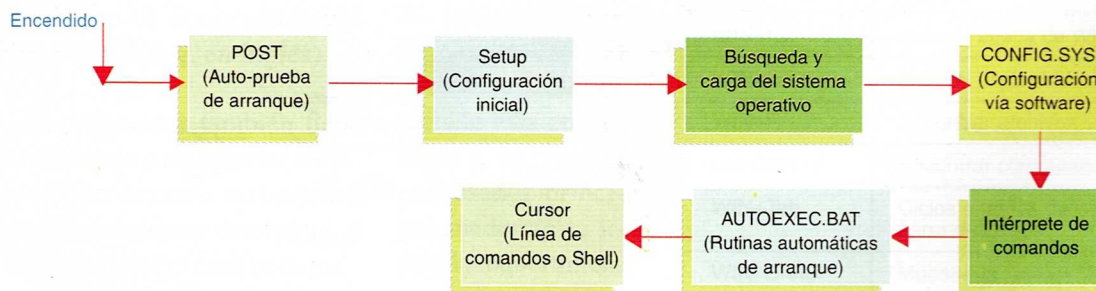 Encendido
POST
(Auto-prueba
de arranque)
Setup
(Configuración
inicial)
Búsqueda y
carga del sistema
operativo
CONFIG.SYS
(Configuración
vía software)
Intérprete de
comandos
AUTOEXEC.BAT
(Rutinas automáticas
de arranque)
Cursor
(Línea de
comandos o Shell)